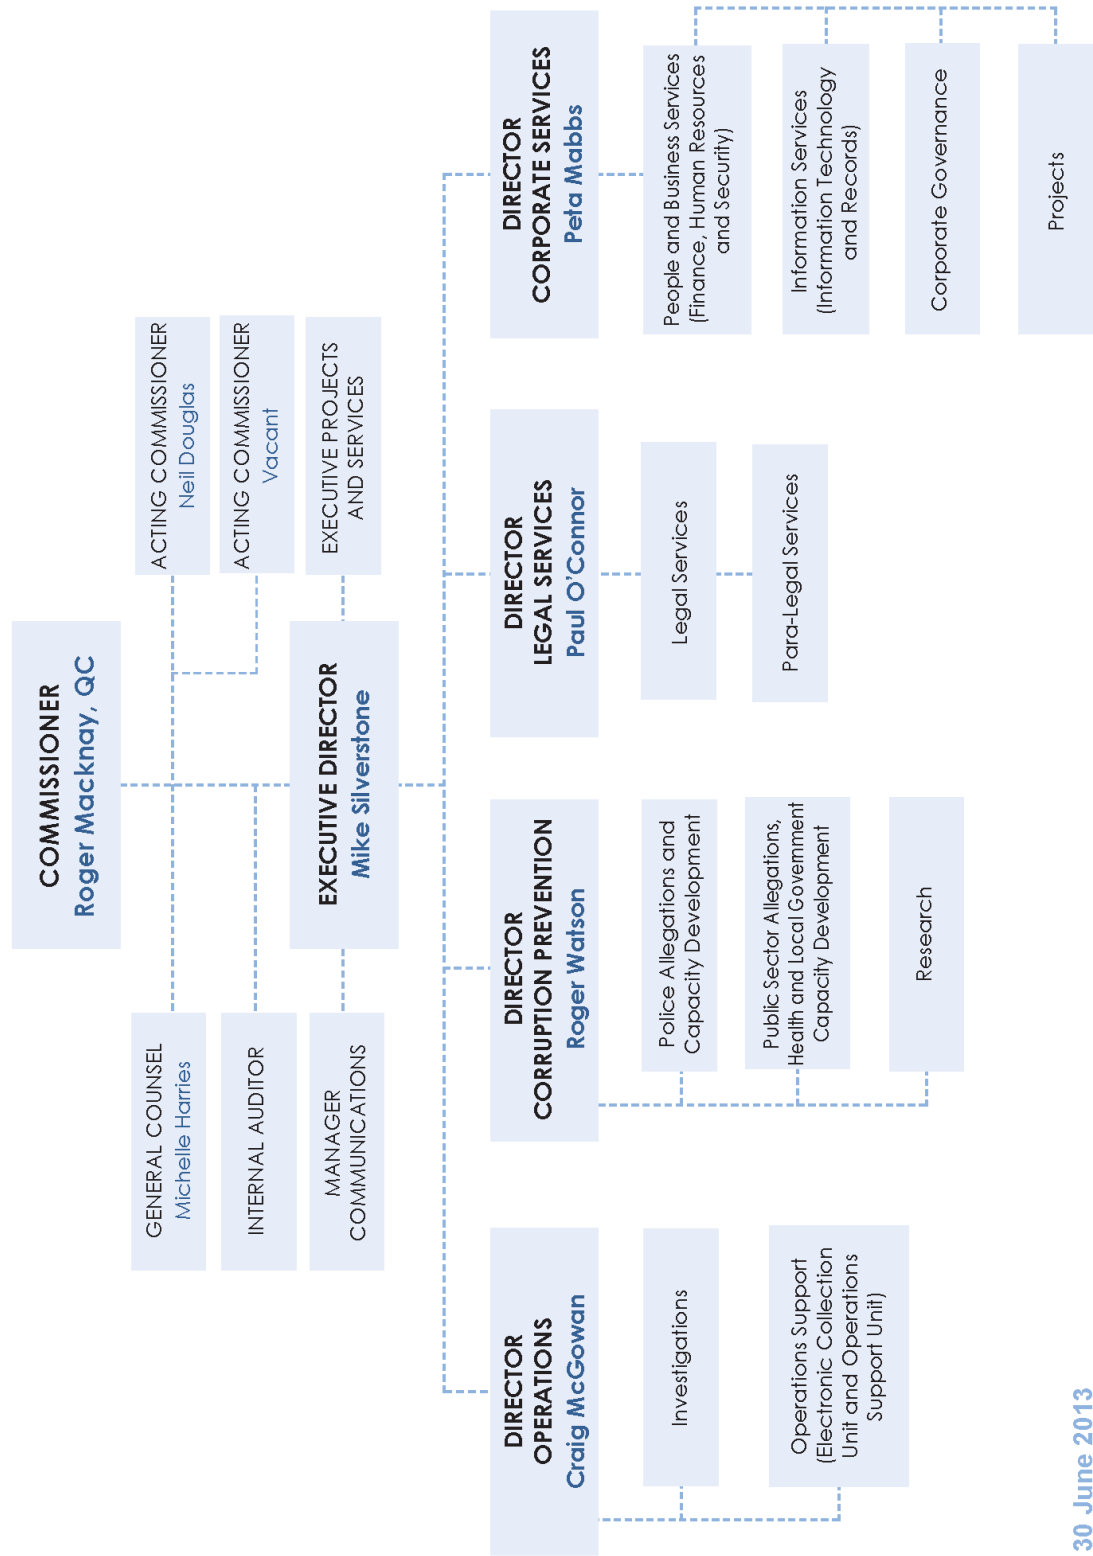 COMMISSIONER
Roger Macknay, QC
GENERAL COUNSEL
Michelle Harries
ACTING COMMISSIONER
Neil Douglas
INTERNAL AUDITOR
ACTING COMMISSIONER
Vacant
MANAGER
COMMUNICATIONS
EXECUTIVE DIRECTOR
Mike Silverstone
EXECUTIVE PROJECTS
AND SERVICES
DIRECTOR
OPERATIONS
Craig McGowan
Investigations
Operations Support
(Electronic Collection
Unit and Operations
Support Unit)
DIRECTOR
CORRUPTION PREVENTION
Roger Watson
Police Allegations and
Capacity Development
Public Sector Allegations,
Health and Local Government
Capacity Development
Research
DIRECTOR
LEGAL SERVICES
Paul O'Connor
Legal Services
Para-Legal Services
DIRECTOR
CORPORATE SERVICES
Peta Mabbs
People and Business Services
(Finance, Human Resources
and Security)
Information Services
(Information Technology
and Records)
Corporate Governance
Projects
30 June 2013